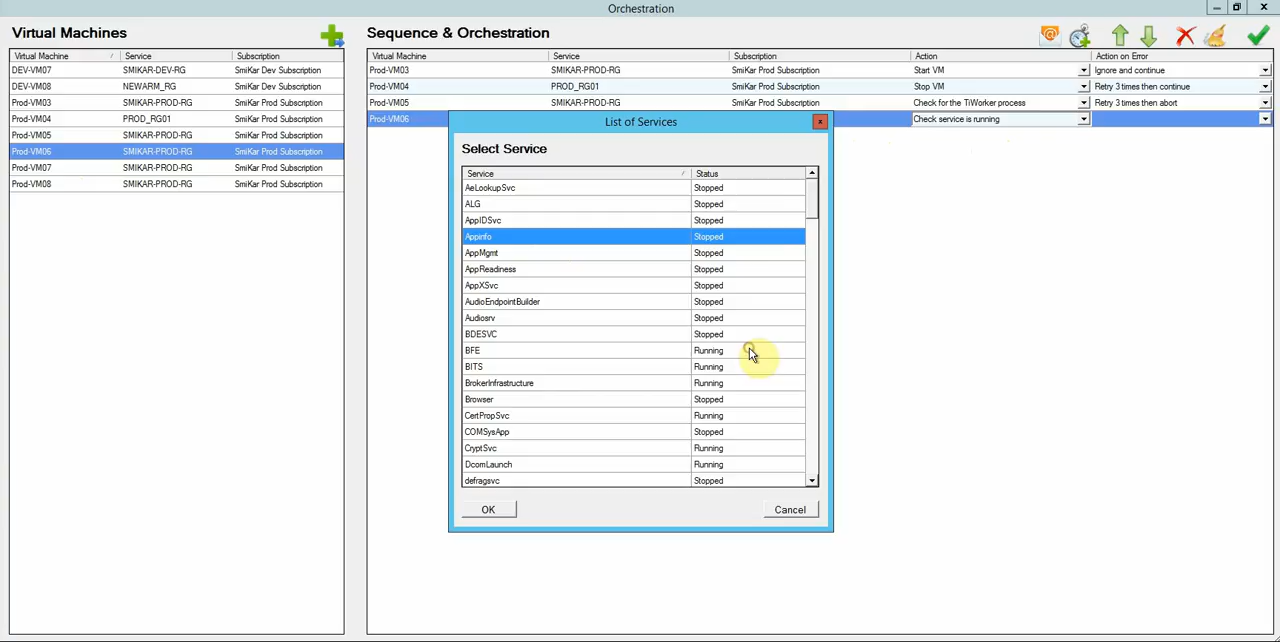 Orchestration
Virtual Machines
Virtual Machine Service Subscription
DEV-VM07 SMIKAR-DEV-RG SmiKar Dev Subscription
DEV-VM08 NEWARM_RG SmiKar Dev Subscription
Prod-VM03 SMIKAR-PROD-RG SmiKar Prod Subscription
Prod-VM04 PROD_RG01 SmiKar Prod Subscription
Prod-VM05 SMIKAR-PROD-RG SmiKar Prod Subscription
Prod-VM06 SMIKAR-PROD-RG SmiKar Prod Subscription
Prod-VM07 SMIKAR-PROD-RG SmiKar Prod Subscription
Prod-VM08 SMIKAR-PROD-RG SmiKar Prod Subscription
Sequence & Orchestration
Virtual Machine Service Subscription Action Action on Error
Prod-VM03 SMIKAR-PROD-RG SmiKar Prod Subscription Start VM Ignore and continue
Prod-VM04 PROD_RG01 SmiKar Prod Subscription Stop VM Retry 3 times then continue
Prod-VM05 SMIKAR-PROD-RG SmiKar Prod Subscription Check for the TiWorker process Retry 3 times then abort
Prod-VM06 Check service is running
List of Services
Select Service
Service Status
AeLookupSvc Stopped
ALG Stopped
AppIDSvc Stopped
Appinfo Stopped
AppMgmt Stopped
AppReadiness Stopped
AppXSvc Stopped
AudioEndpointBuilder Stopped
Audiosrv Stopped
BDESVC Stopped
BFE Running
BITS Running
BrokerInfrastructure Running
Browser Stopped
CertPropSvc Running
COMSysApp Stopped
CryptSvc Running
DcomLaunch Running
defragsvc Stopped
OK Cancel